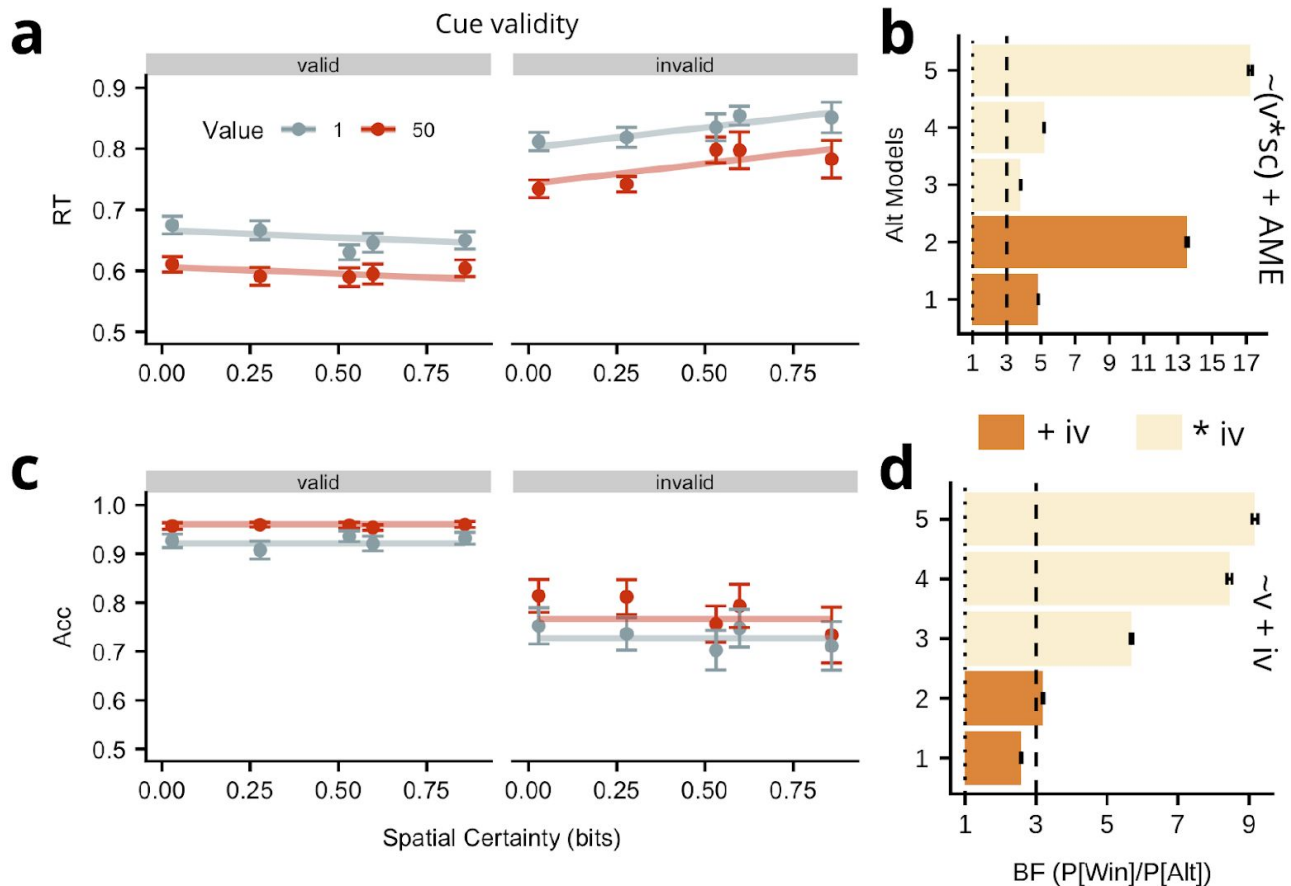 a
Cue validity
valid
invalid
Value 1 50
RT
0.9
0.8
0.7
0.6
0.5
0.00 0.25 0.50 0.75
0.00 0.25 0.50 0.75
b
Alt Models
5
4
3
2
1
1 3 5 7 9 11 13 15 17
~(v*sc) + AME
+ iv * iv
c
valid
invalid
Acc
1.0
0.9
0.8
0.7
0.6
0.5
0.00 0.25 0.50 0.75
0.00 0.25 0.50 0.75
Spatial Certainty (bits)
d
5
4
3
2
1
1 3 5 7 9
~v + iv
BF (P[Win]/P[Alt])